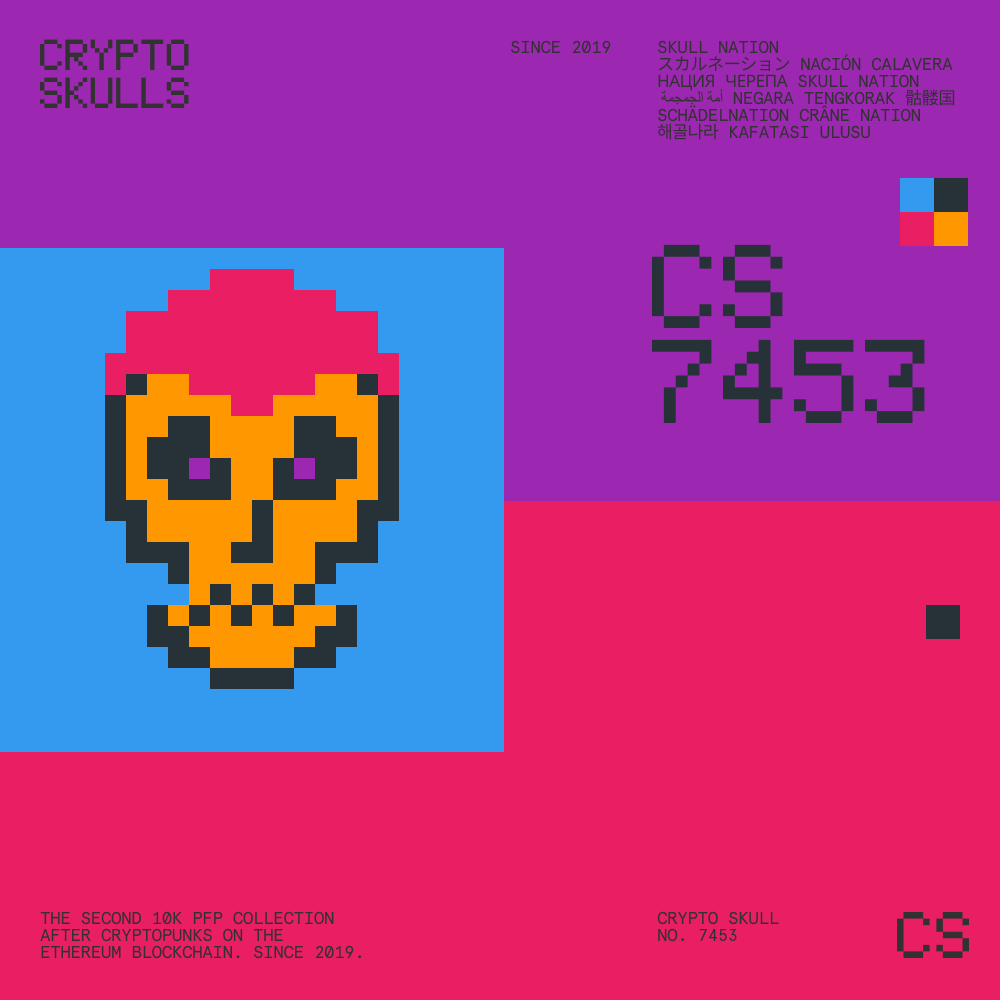 CRYPTO
SKULLS
SINCE 2019
SKULL NATION
スカルネーション NACIÓN CALAVERA
НАЦИЯ ЧЕРЕПА SKULL NATION
أمة الجمجمة NEGARA TENGKORAK 骷髅国
SCHÄDELNATION CRÂNE NATION
해골나라 KAFATASI ULUSU
CS
7453
THE SECOND 10K PFP COLLECTION
AFTER CRYPTOPUNKS ON THE
ETHEREUM BLOCKCHAIN. SINCE 2019.
CRYPTO SKULL
NO. 7453
CS